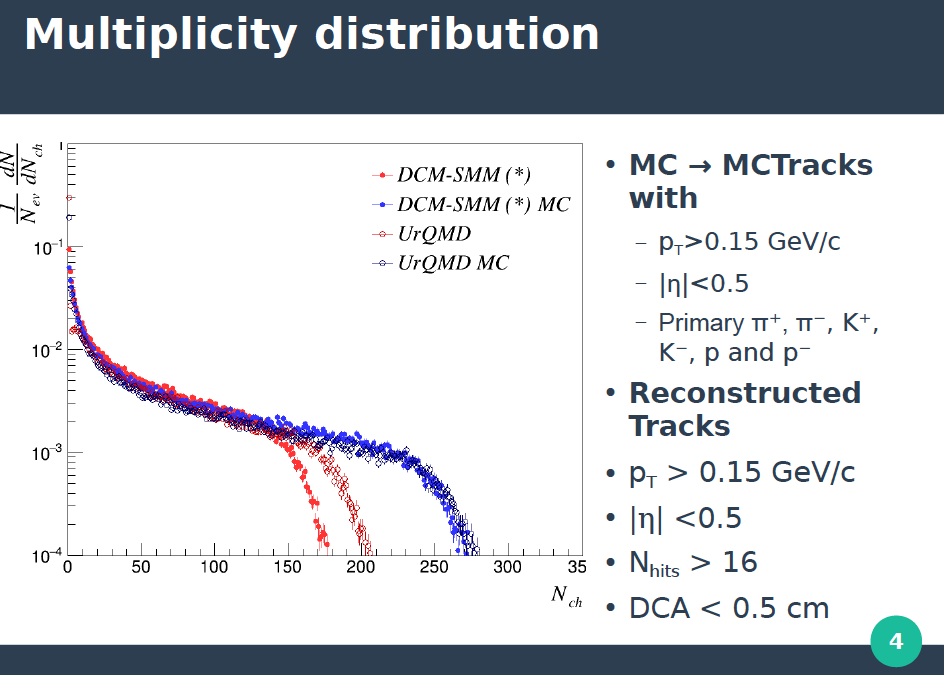 Multiplicity distribution
1/N_ev dN/dN_ch
1
10⁻¹
10⁻²
10⁻³
10⁻⁴
DCM-SMM (*)
DCM-SMM (*) MC
UrQMD
UrQMD MC
0 50 100 150 200 250 300 35
N_ch
• MC → MCTracks
with
– p_T>0.15 GeV/c
– |η|<0.5
– Primary π⁺, π⁻, K⁺,
K⁻, p and p⁻
• Reconstructed
Tracks
• p_T > 0.15 GeV/c
• |η| <0.5
• N_hits > 16
• DCA < 0.5 cm
4